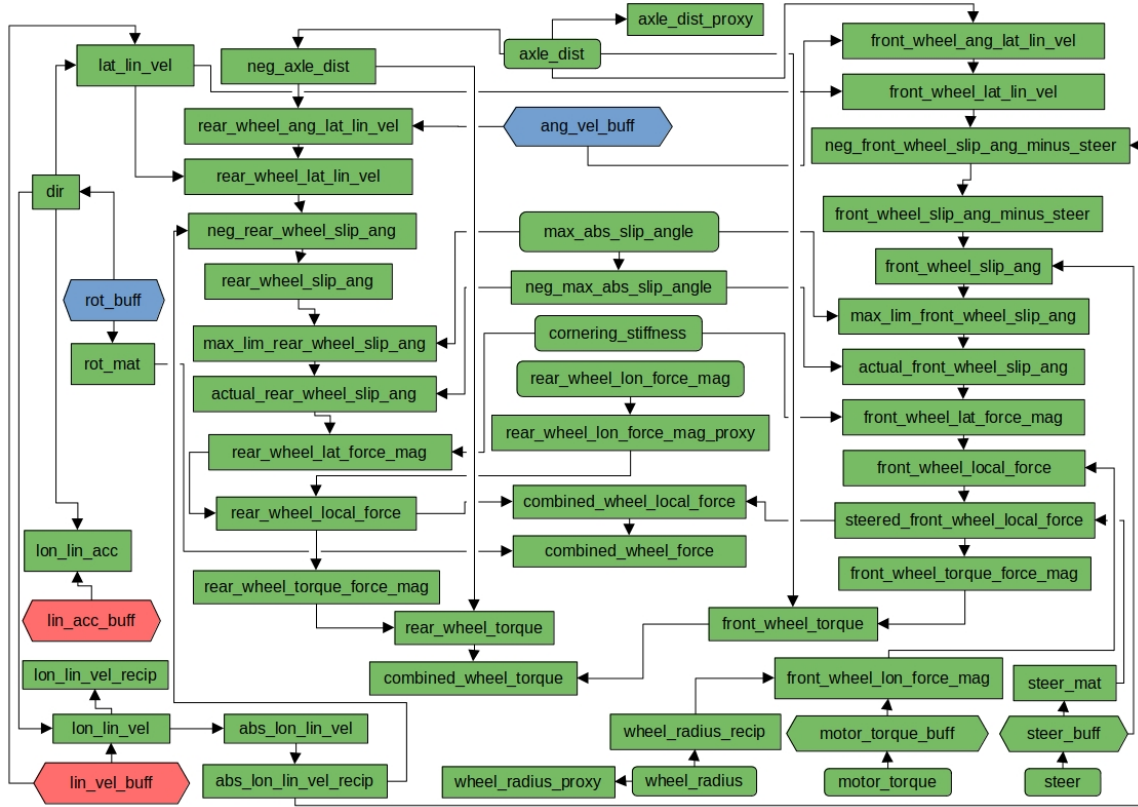 axle_dist_proxy
axle_dist
front_wheel_ang_lat_lin_vel
lat_lin_vel
neg_axle_dist
front_wheel_lat_lin_vel
rear_wheel_ang_lat_lin_vel
ang_vel_buff
neg_front_wheel_slip_ang_minus_steer
rear_wheel_lat_lin_vel
dir
front_wheel_slip_ang_minus_steer
neg_rear_wheel_slip_ang
max_abs_slip_angle
front_wheel_slip_ang
rear_wheel_slip_ang
neg_max_abs_slip_angle
rot_buff
max_lim_front_wheel_slip_ang
cornering_stiffness
max_lim_rear_wheel_slip_ang
rot_mat
actual_front_wheel_slip_ang
rear_wheel_lon_force_mag
actual_rear_wheel_slip_ang
front_wheel_lat_force_mag
rear_wheel_lon_force_mag_proxy
rear_wheel_lat_force_mag
front_wheel_local_force
combined_wheel_local_force
rear_wheel_local_force
steered_front_wheel_local_force
lon_lin_acc
combined_wheel_force
front_wheel_torque_force_mag
rear_wheel_torque_force_mag
lin_acc_buff
rear_wheel_torque
front_wheel_torque
lon_lin_vel_recip
combined_wheel_torque
front_wheel_lon_force_mag
steer_mat
lon_lin_vel
abs_lon_lin_vel
wheel_radius_recip
motor_torque_buff
steer_buff
lin_vel_buff
abs_lon_lin_vel_recip
wheel_radius_proxy
wheel_radius
motor_torque
steer